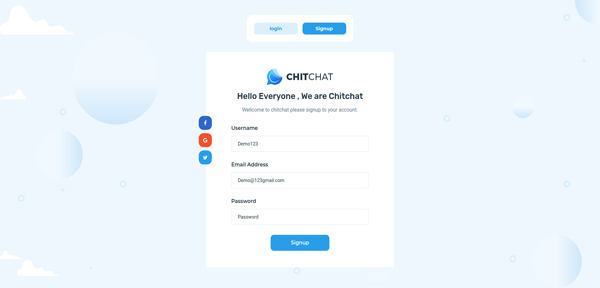 login
Signup
CHITCHAT
Hello Everyone , We are Chitchat
Welcome to chitchat please signup to your account.
Username
Demo123
Email Address
Demo@123gmail.com
Password
Password
Signup